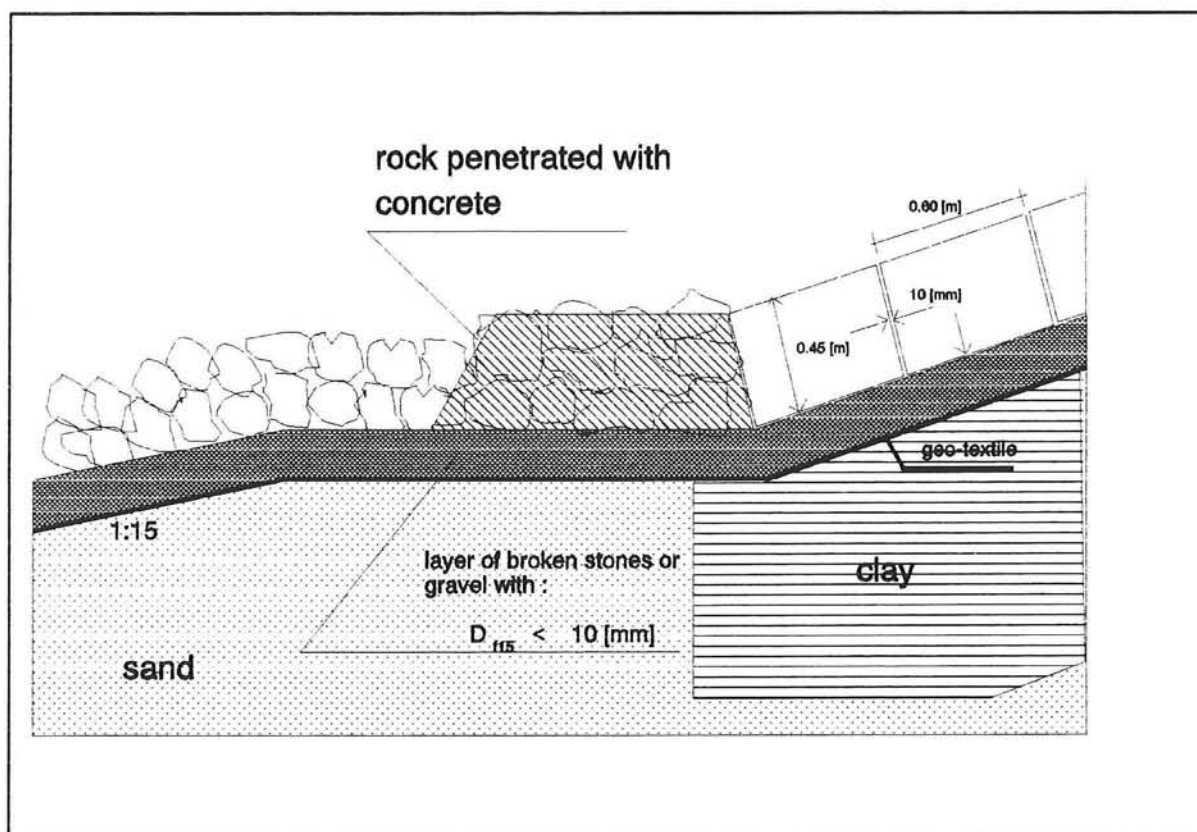 rock penetrated with
concrete
0.60 [m]
10 [mm]
0.45 [m]
geo-textile
1:15
layer of broken stones or
gravel with :
D f15 < 10 [mm]
clay
sand